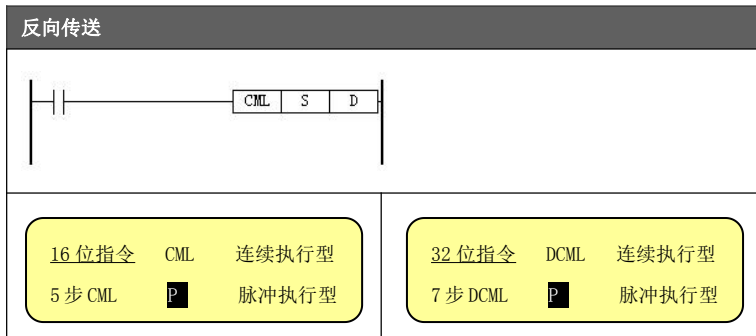 反向传送
CML S D
16 位指令 CML 连续执行型
5 步 CML P 脉冲执行型
32 位指令 DCML 连续执行型
7 步 DCML P 脉冲执行型